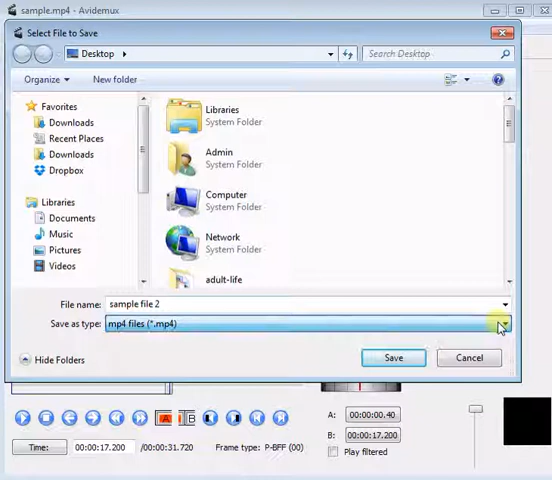 sample.mp4 - Avidemux
Select File to Save
Desktop
Search Desktop
Organize
New folder
Favorites
Downloads
Recent Places
Downloads
Dropbox
Libraries
Documents
Music
Pictures
Videos
Libraries
System Folder
Admin
System Folder
Computer
System Folder
Network
System Folder
adult-life
File name: sample file 2
Save as type: mp4 files (*.mp4)
Hide Folders
Save
Cancel
A
B
A: 00:00:00.40
B: 00:00:17.200
Play filtered
Time: 00:00:17.200 /00:00:31.720 Frame type: P-BFF (00)